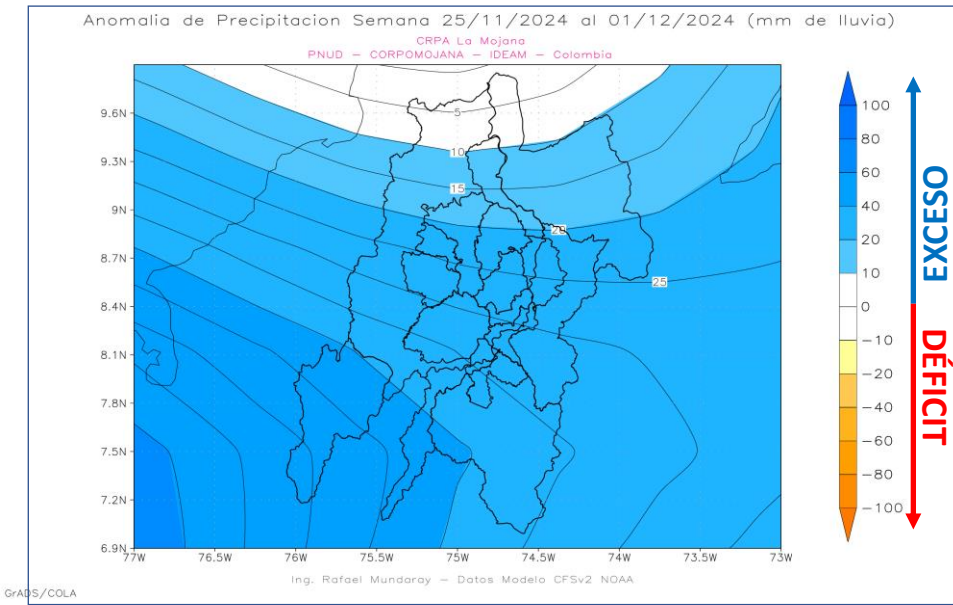 Anomalia de Precipitacion Semana 25/11/2024 al 01/12/2024 (mm de lluvia)
CRPA La Mojana
PNUD – CORPOMOJANA – IDEAM – Colombia
9.6N
9.3N
9N
8.7N
8.4N
8.1N
7.8N
7.5N
7.2N
6.9N
5
10
15
20
25
77W
76.5W
76W
75.5W
75W
74.5W
74W
73.5W
73W
100
80
60
40
20
10
0
−10
−20
−40
−60
−80
−100
EXCESO
DÉFICIT
Ing. Rafael Mundaray – Datos Modelo CFSv2 NOAA
GrADS/COLA